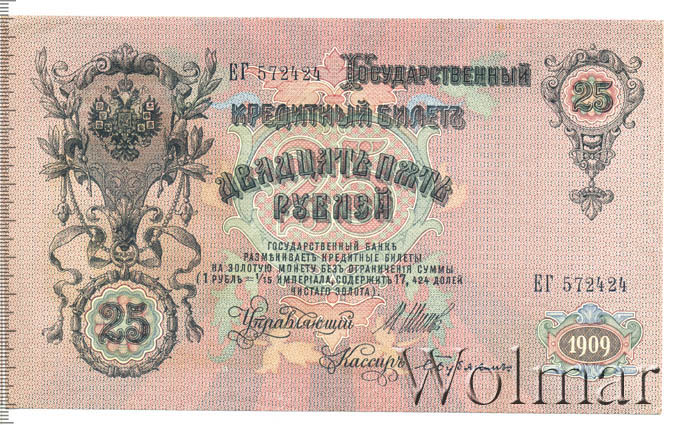 ЕГ 572424
Государственный
25
Кредитный Билетъ
Двадцать пять
Рублей
Государственный Банкъ
размѣниваетъ кредитные билеты
на золотую монету безъ ограниченія суммы
(1 рубль = 1/15 имперіала, содержитъ 17,424 долей
чистаго золота).
ЕГ 572424
25
Управляющій
Кассиръ
1909
Wolmar